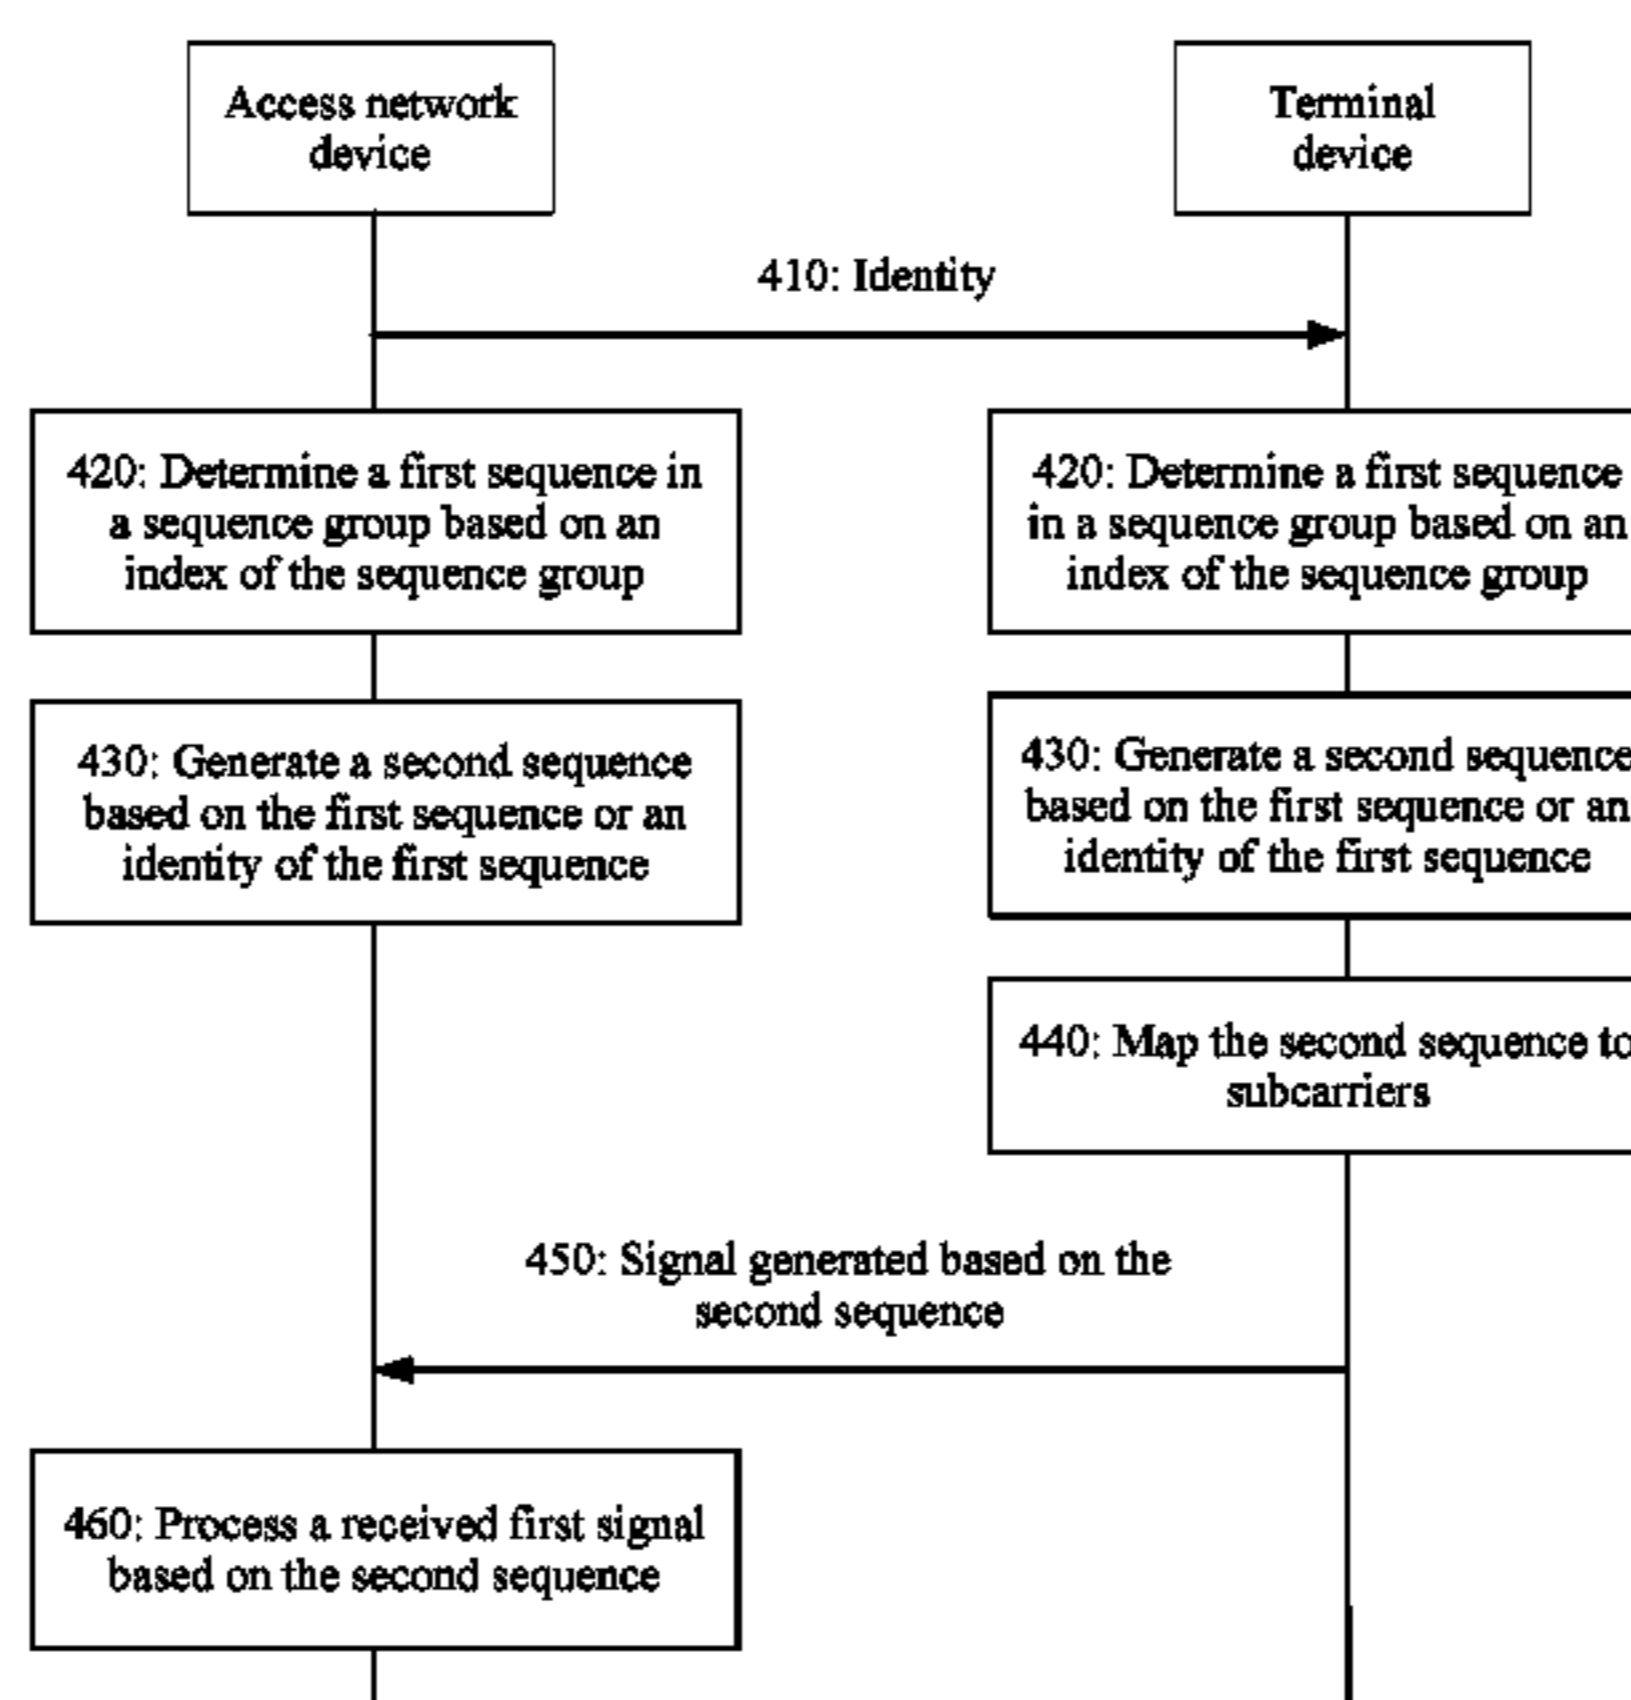 Access network
device
Terminal
device
410: Identity
420: Determine a first sequence in
a sequence group based on an
index of the sequence group
420: Determine a first sequence
in a sequence group based on an
index of the sequence group
430: Generate a second sequence
based on the first sequence or an
identity of the first sequence
430: Generate a second sequence
based on the first sequence or an
identity of the first sequence
440: Map the second sequence to
subcarriers
450: Signal generated based on the
second sequence
460: Process a received first signal
based on the second sequence